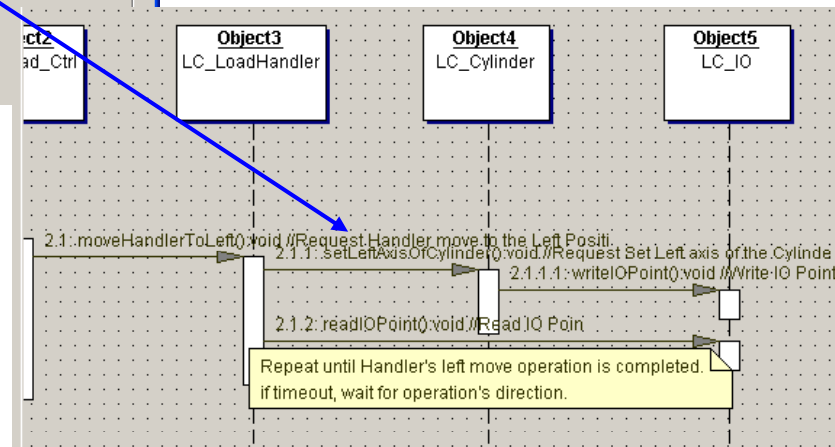 ect2
ad_Ctrl
Object3
LC_LoadHandler
Object4
LC_Cylinder
Object5
LC_IO
2.1: moveHandlerToLeft():void //Request Handler move to the Left Positi
2.1.1: setLeftAxisOfCylinder():void //Request Set Left axis of the Cylinde
2.1.1.1: writeIOPoint():void //Write IO Point
2.1.2: readIOPoint():void //Read IO Poin
Repeat until Handler's left move operation is completed.
if timeout, wait for operation's direction.